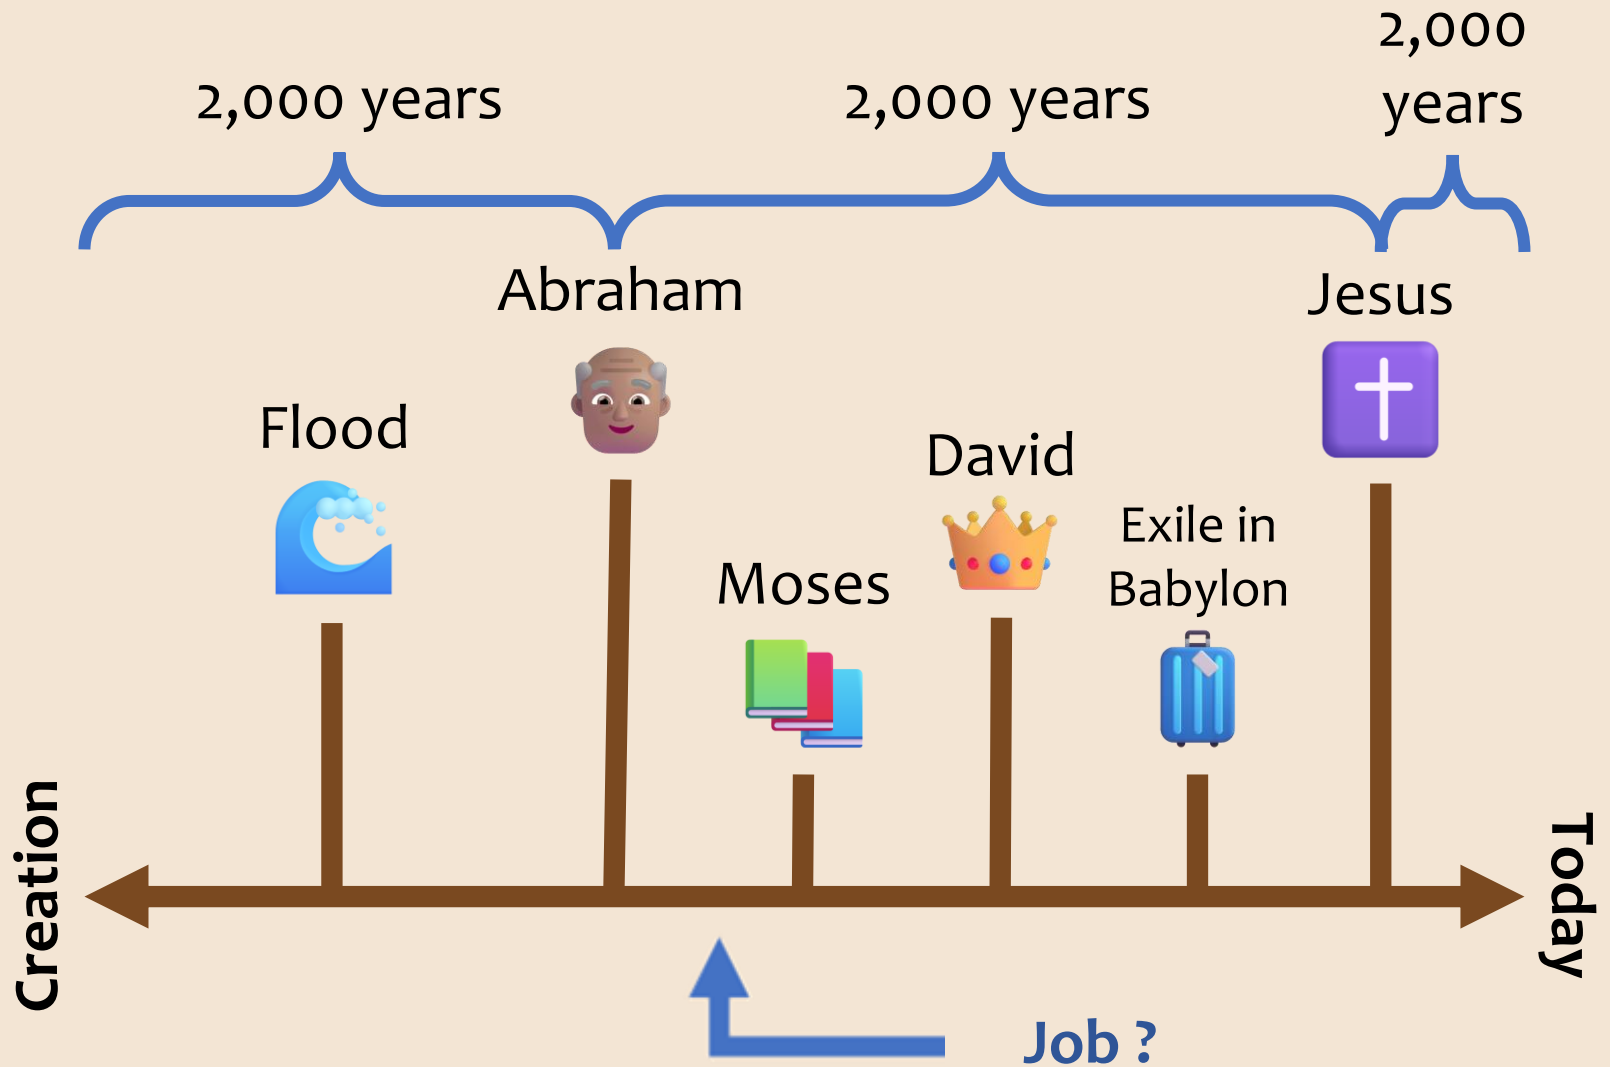 2,000
years
2,000 years
2,000 years
Abraham
Jesus
Flood
David
Exile in
Babylon
Moses
Creation
Today
Job ?